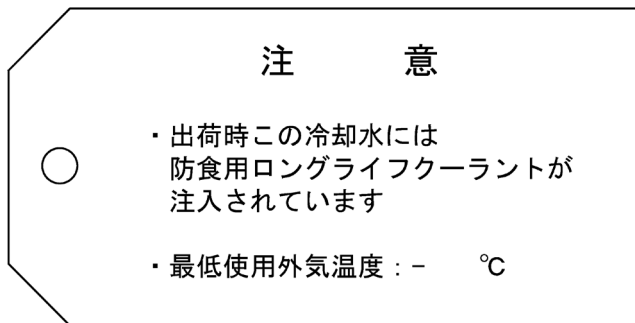 注　意
・出荷時この冷却水には
防食用ロングライフクーラントが
注入されています
・最低使用外気温度：−　　℃